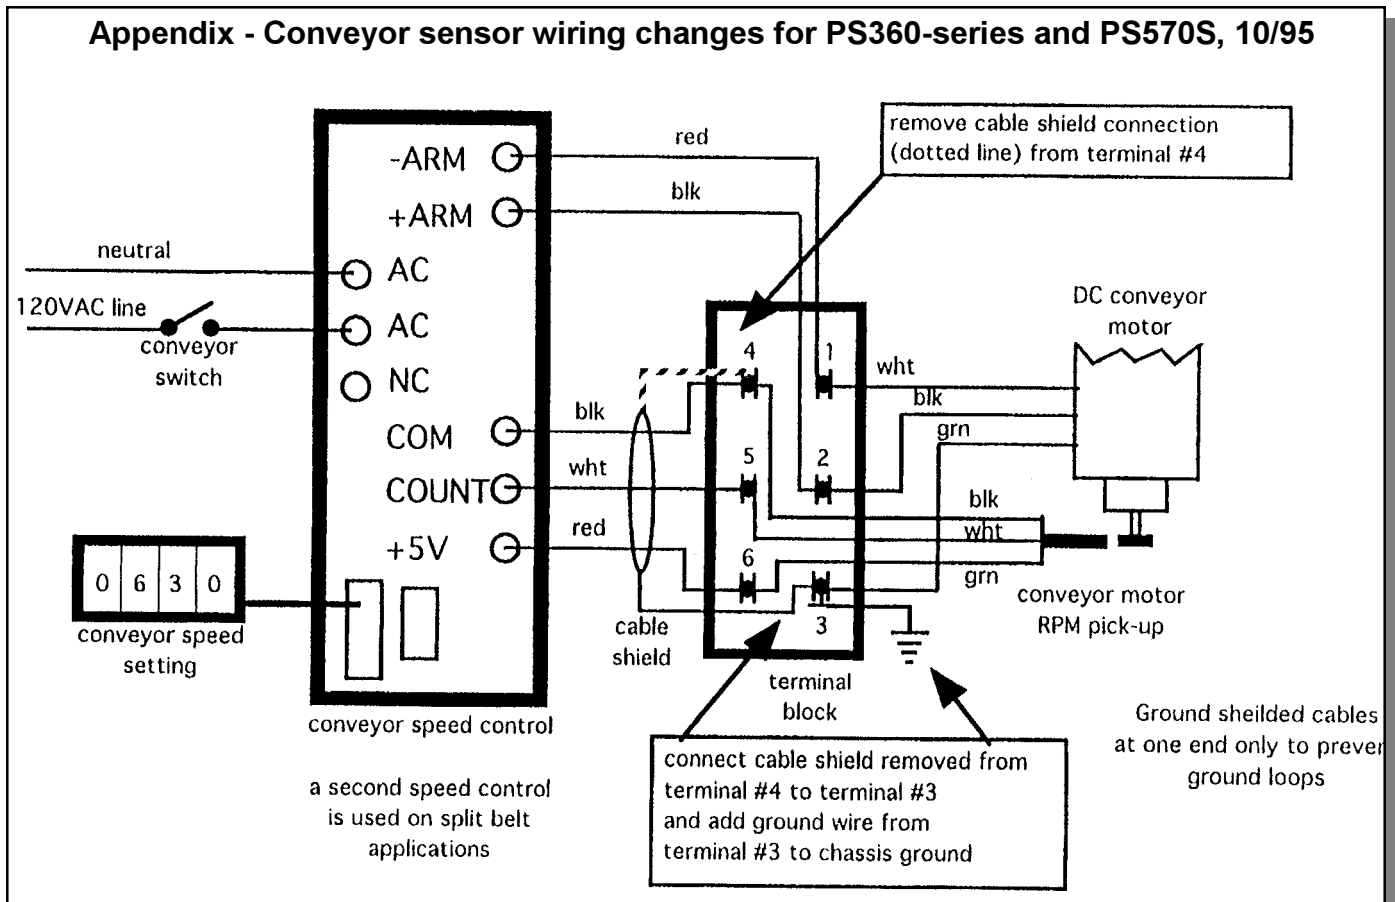 Appendix - Conveyor sensor wiring changes for PS360-series and PS570S, 10/95
remove cable shield connection
(dotted line) from terminal #4
-ARM
red
+ARM
blk
neutral
AC
120VAC line
AC
conveyor
switch
NC
COM
blk
COUNT
wht
+5V
red
4
1
5
2
6
3
wht
blk
grn
blk
wht
grn
DC conveyor
motor
conveyor motor
RPM pick-up
0 6 3 0
conveyor speed
setting
cable
shield
terminal
block
conveyor speed control
a second speed control
is used on split belt
applications
connect cable shield removed from
terminal #4 to terminal #3
and add ground wire from
terminal #3 to chassis ground
Ground sheilded cables
at one end only to preven
ground loops